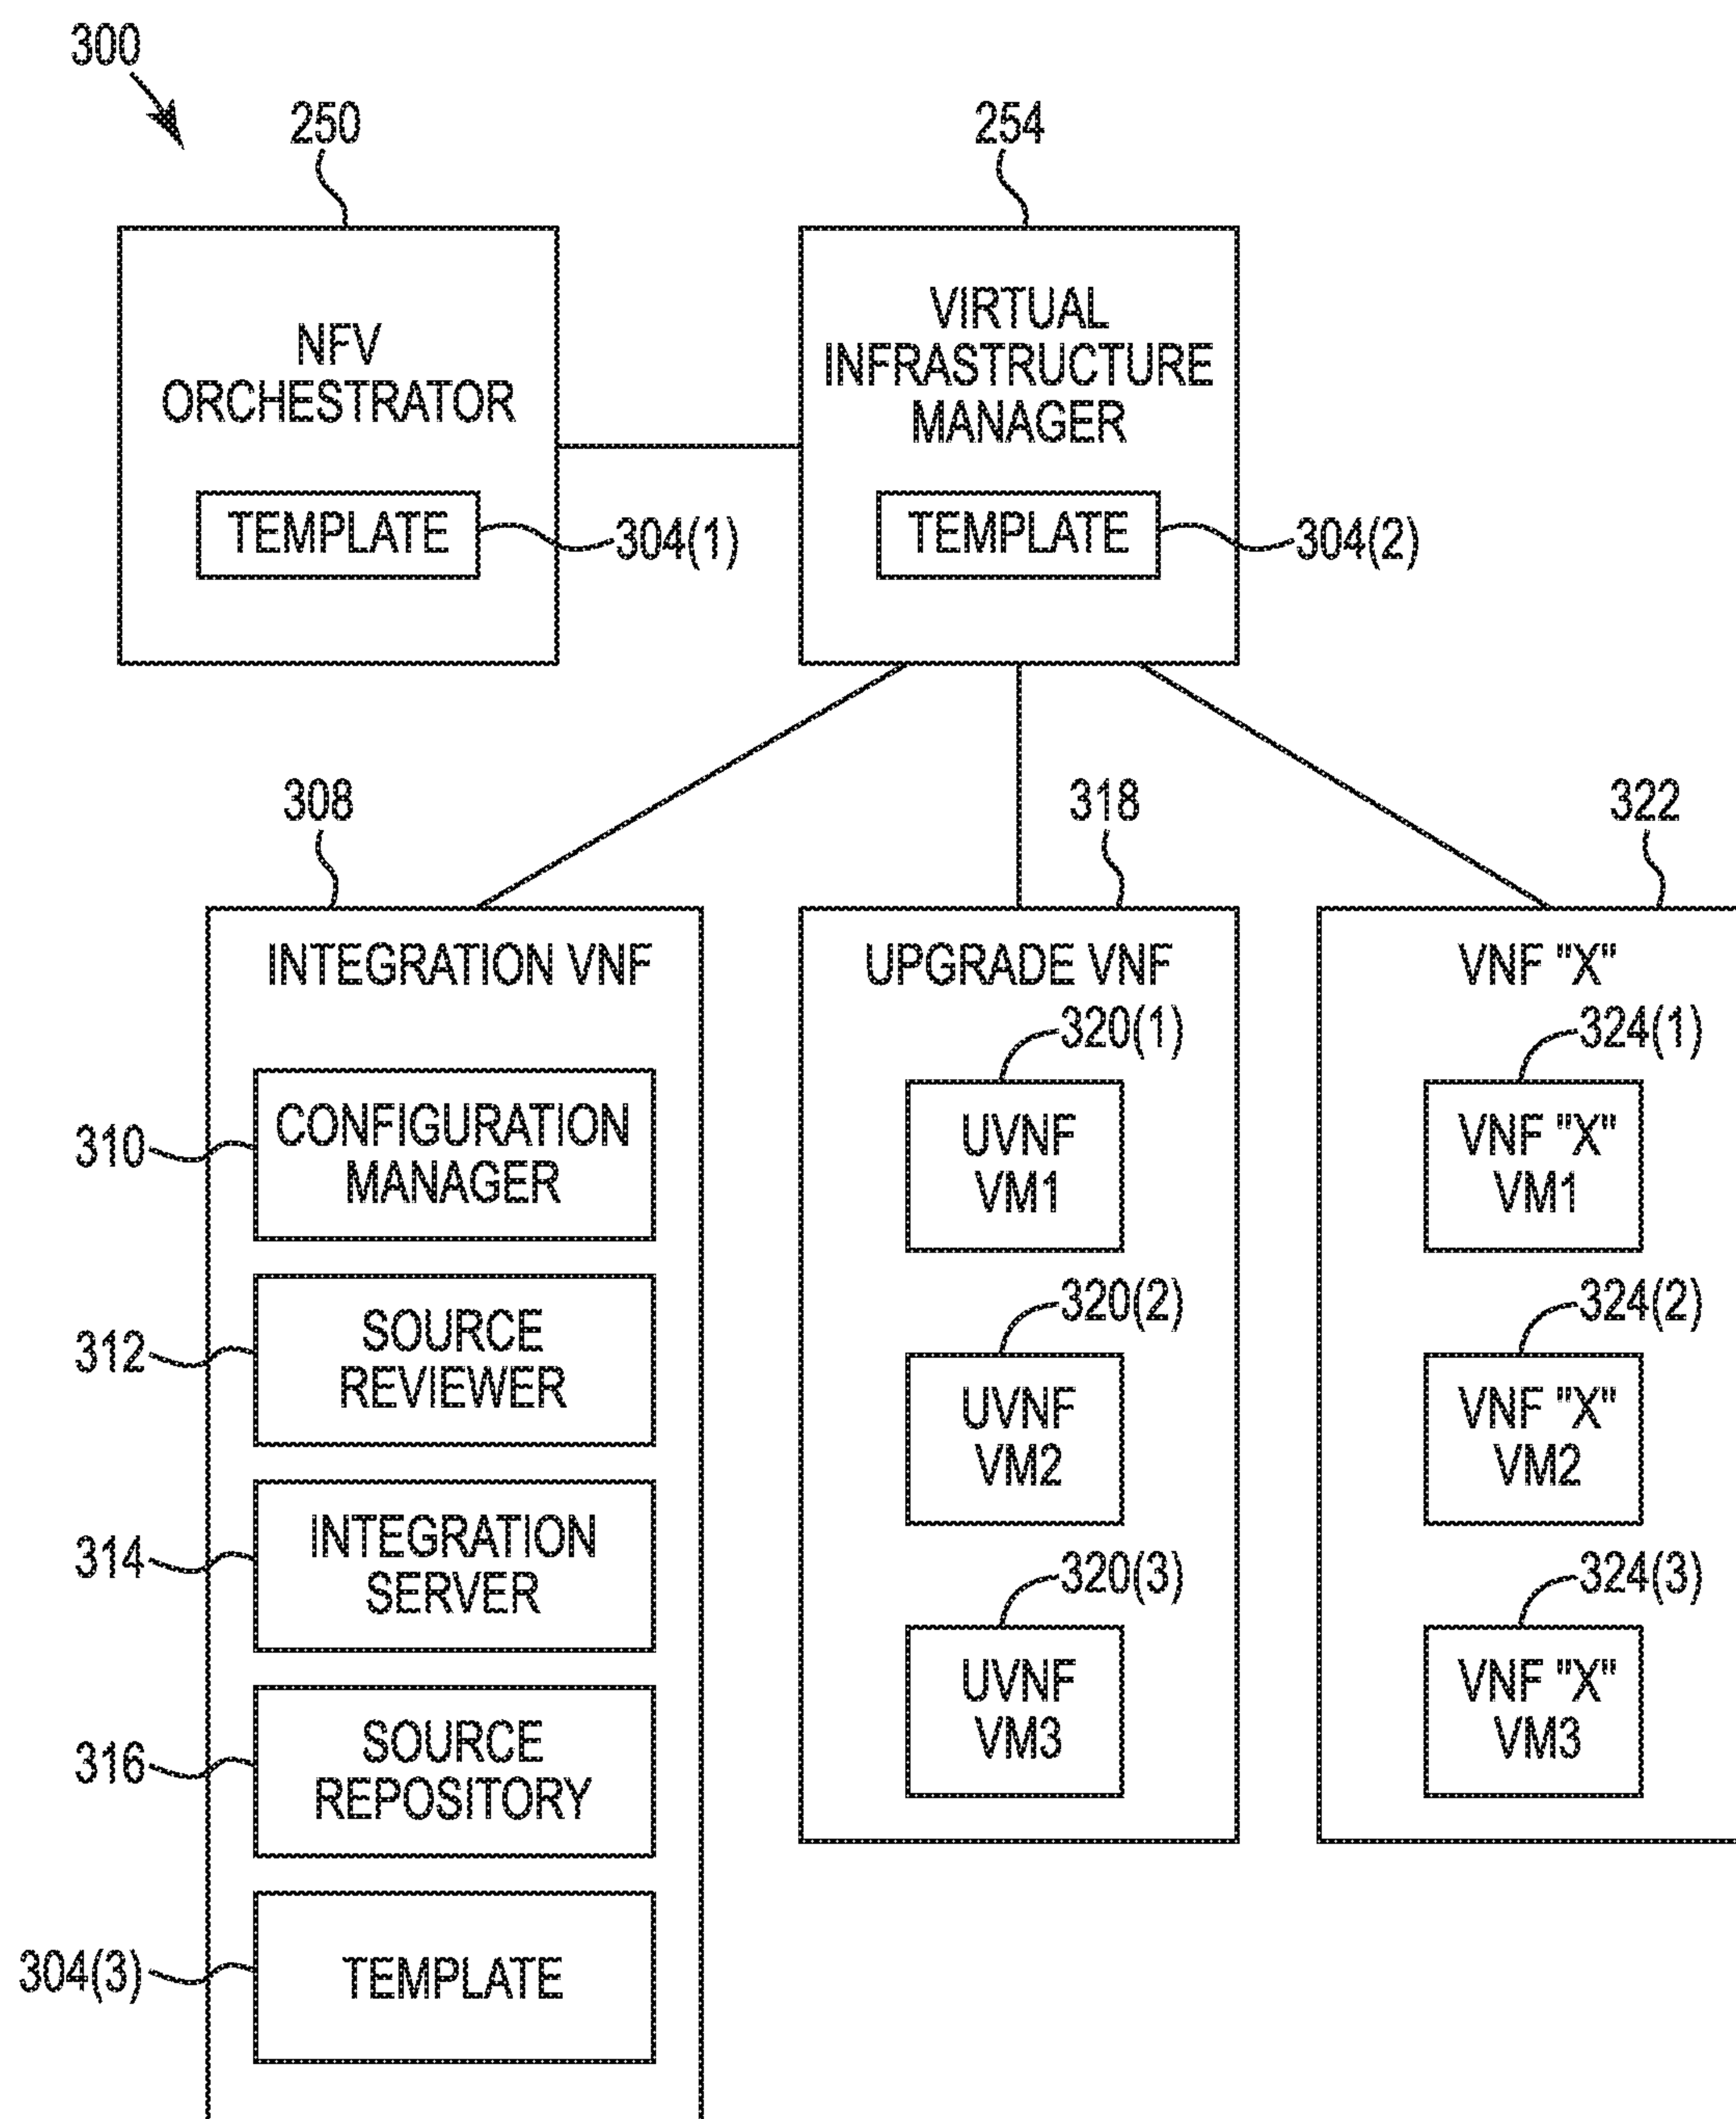 300
250
254
NFV
ORCHESTRATOR
TEMPLATE
304(1)
VIRTUAL
INFRASTRUCTURE
MANAGER
TEMPLATE
304(2)
308
318
322
INTEGRATION VNF
310
CONFIGURATION
MANAGER
312
SOURCE
REVIEWER
314
INTEGRATION
SERVER
316
SOURCE
REPOSITORY
304(3)
TEMPLATE
UPGRADE VNF
320(1)
UVNF
VM1
320(2)
UVNF
VM2
320(3)
UVNF
VM3
VNF "X"
324(1)
VNF "X"
VM1
324(2)
VNF "X"
VM2
324(3)
VNF "X"
VM3